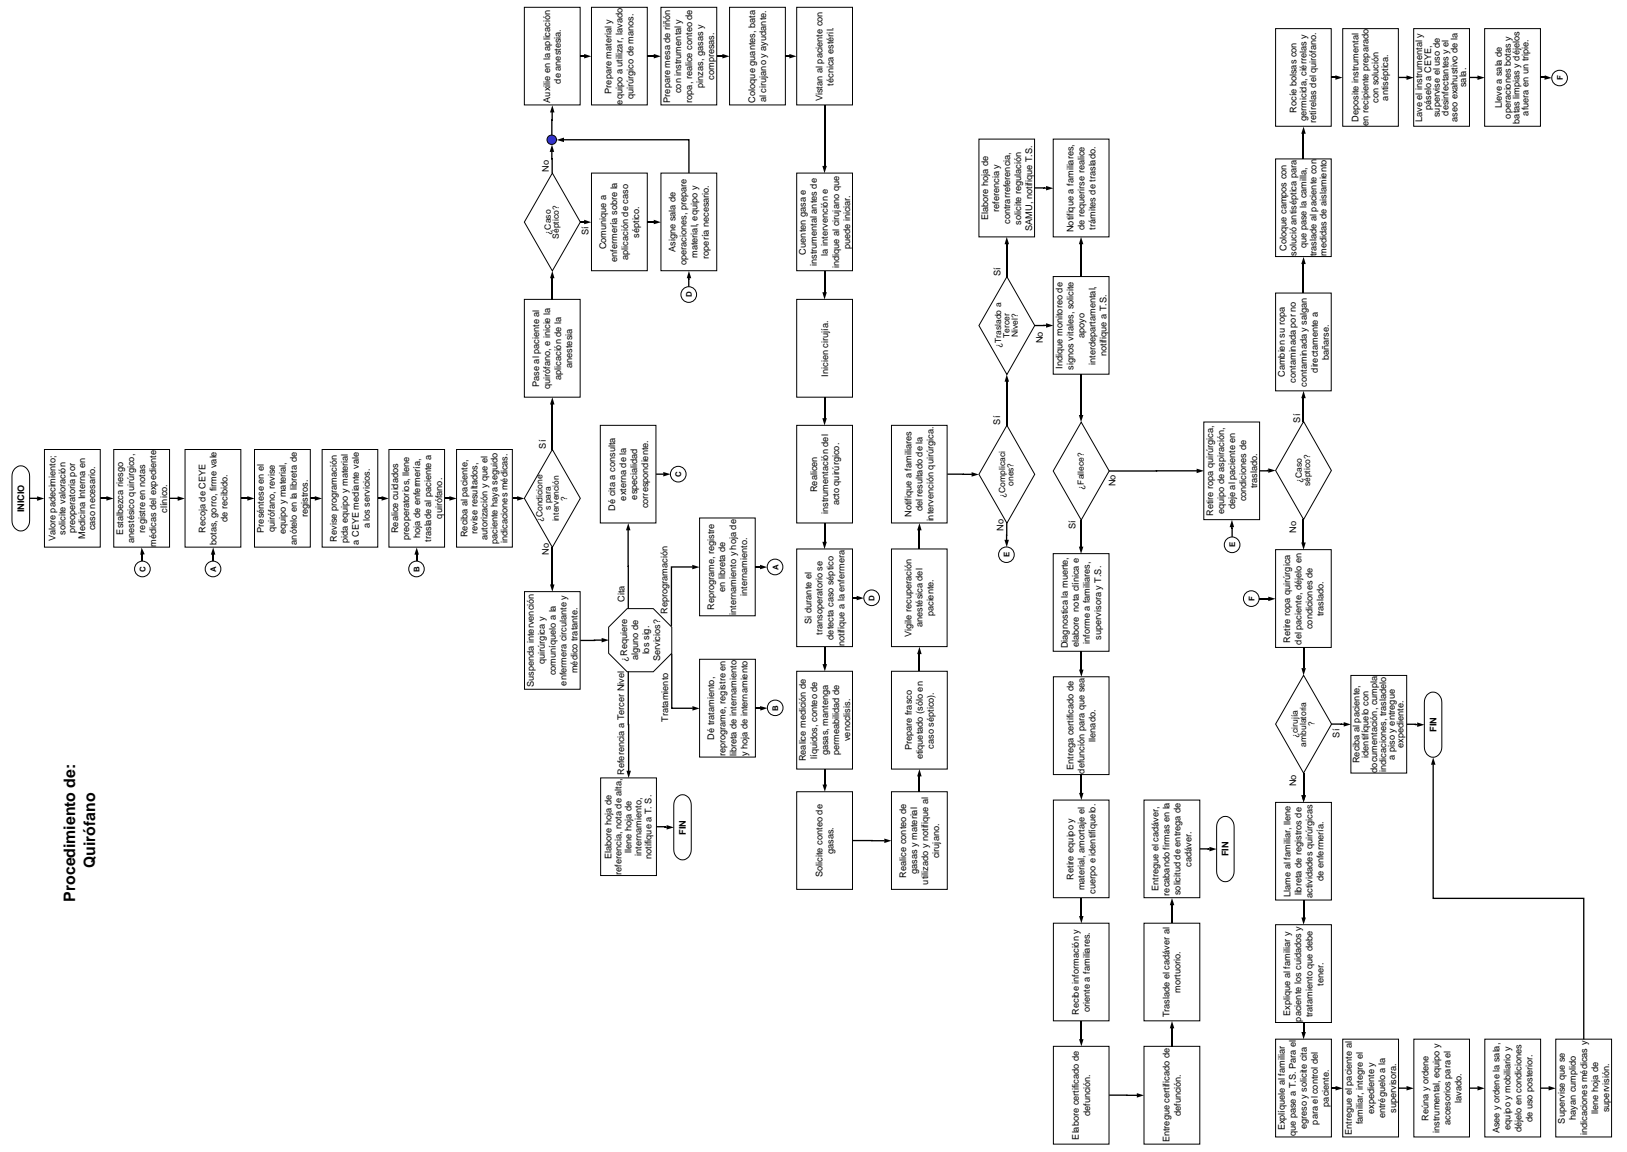 Procedimiento de:
Quirófano
INICIO
Valore padecimiento;
solicite valoración
preoperatoria por
Medicina Interna en
caso necesario.
Establezca riesgo
anestésico quirúrgico,
registre en notas
médicas del expediente
clínico.
C
Recoja de CEYE
botas, gorro, firme vale
de recibido.
A
Preséntese en el
quirófano, revise
equipo y material,
anótelo en la libreta de
registros.
Revise programación
pida equipo y material
a CEYE mediante vale
a los servicios.
Realice cuidados
preoperatorios, llene
hoja de enfermería,
traslade al paciente a
quirófano.
B
Reciba al paciente,
revise resultados,
autorización y que el
paciente haya seguido
indicaciones médicas.
¿Condicione
s para
intervención
?
No
Sí
Suspenda intervención
quirúrgica y
comuníquelo a la
enfermera circulante y
médico tratante.
¿Requiere
alguno de
los sig.
Servicios?
Cita
Dé cita a consulta
externa de la
especialidad
correspondiente.
C
Reprogramación
Reprograme, registre
en libreta de
internamiento y hoja de
internamiento.
A
Tratamiento
Dé tratamiento,
reprograme, registre en
libreta de internamiento
y hoja de internamiento
B
Referencia a Tercer Nivel
Elabore hoja de
referencia, nota de alta,
llene hoja de
internamiento,
notifique a T. S.
FIN
Pase al paciente al
quirófano, e inicie la
aplicación de la
anestesia
¿Caso
Séptico?
No
Sí
Comunique a
enfermería sobre la
aplicación de caso
séptico.
Asigne sala de
operaciones, prepare
material, equipo y
ropería necesario.
D
Auxilie en la aplicación
de anestesia.
Prepare material y
equipo a utilizar, lavado
quirúrgico de manos.
Prepare mesa de riñón
con instrumental y
ropa, realice conteo de
pinzas, gasas y
compresas.
Coloque guantes, bata
al cirujano y ayudante.
Vistan al paciente con
técnica estéril.
Cuenten gasa e
instrumental antes de
la intervención e
indique al cirujano que
puede iniciar.
Inicien cirujía.
Realicen
instrumentación del
acto quirúrgico.
Si durante el
transoperatorio se
detecta caso séptico
notifique a la enfermera
D
Realice medición de
líquidos, conteo de
gasas, mantenga
permeabilidad de
venodisis.
Solicite conteo de
gasas.
Realice conteo de
gasas y material
utilizado y notifique al
cirujano.
Prepare frasco
etiquetado (sólo en
caso séptico).
Vigile recuperación
anestésica del
paciente.
Notifique a familiares
del resultado de la
intervención quirúrgica.
¿Complicaci
ones?
No
E
Sí
¿Traslado a
Tercer
Nivel?
Sí
No
Elabore hoja de
referencia y
contrarreferencia,
solicite regulación
SAMU, notifique T.S.
Notifique a familiares,
de requerirse realice
trámites de traslado.
Indique monitoreo de
signos vitales, solicite
apoyo
interdepartamental,
notifique a T.S.
¿Fallece?
Sí
No
Diagnostica la muerte,
elabore nota clínica e
informe a familiares,
supervisora y T.S.
Entrega certificado de
defunción para que sea
llenado.
Retire equipo y
material, amortaje el
cuerpo e identifíquelo.
Recibe información y
oriente a familiares.
Elabore certificado de
defunción.
Entregue certificado de
defunción.
Traslade el cadáver al
mortuorio.
Entregue el cadáver,
recabando firmas en la
solicitud de entrega de
cadáver.
FIN
Retire ropa quirúrgica,
equipo de aspiración,
deje al paciente en
condiciones de
traslado.
E
¿Caso
séptico?
Sí
No
Cambien su ropa
contaminada por no
contaminada y salgan
directamente a
bañarse.
Coloque campos con
solució antiséptica para
que pase la camilla,
traslade al paciente con
medidas de aislamiento
Rocíe bolsas con
germicida, ciérrelas y
retírelas del quirófano.
Deposite instrumental
en recipiente preparado
con solución
antiséptica.
Lave el instrumental y
páselo a CEYE,
supervise el uso de
desinfectantes y el
aseo exhaustivo de la
sala.
Lleve a sala de
operaciones botas y
batas limpias y déjelos
afuera en un triple.
F
Retire ropa quirúrgica
del paciente, déjelo en
condiciones de
traslado.
F
¿cirujía
ambulatoria
?
Sí
No
Reciba al paciente,
identifíquelo con
documentación, cumpla
indicaciones, trasladelo
a piso y entregue
expediente.
FIN
Llame al familiar, llene
libreta de registros de
actividades quirúrgicas
de enfermería.
Explique al familiar y
paciente los cuidados y
tratamiento que debe
tener.
Explíquele al familiar
que pase a T.S. Para el
egreso y solicite cita
para el control del
paciente.
Entregue el paciente al
familiar, integre el
expediente y
entréguelo a la
supervisora.
Reúna y ordene
instrumental, equipo y
accesorios para el
lavado.
Asee y ordene la sala,
equipo y mobiliario y
déjelo en condiciones
de uso posterior.
Supervise que se
hayan cumplido
indicaciones médicas y
llene hoja de
supervisión.